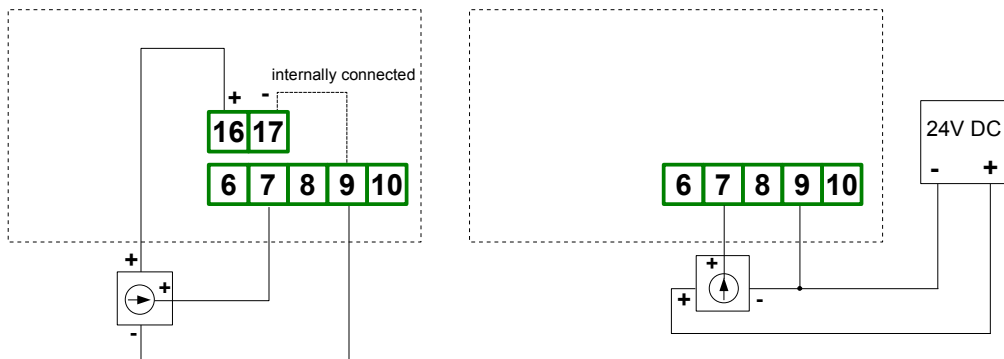 internally connected
+ -
16 17
6 7 8 9 10
+
+
-
6 7 8 9 10
+
+ -
24V DC
- +